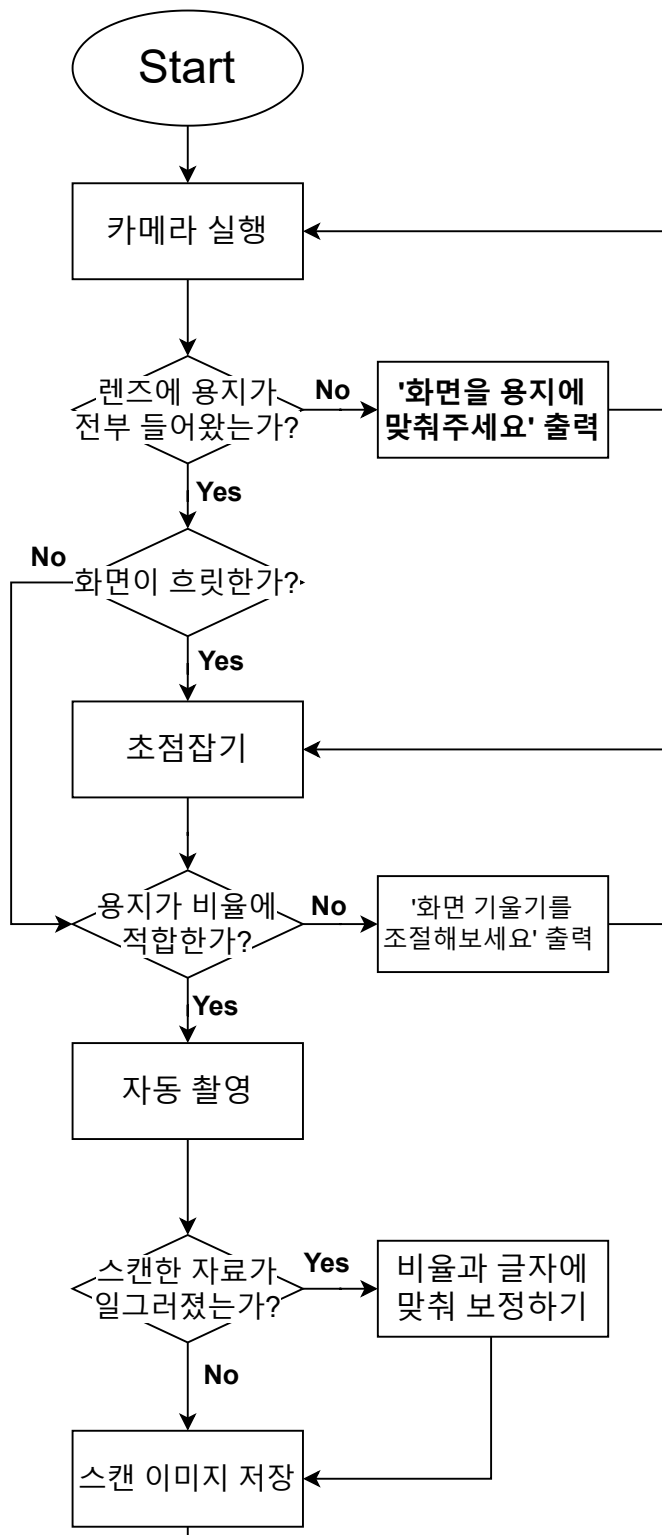 Start
카메라 실행
렌즈에 용지가
전부 들어왔는가?
No
'화면을 용지에
맞춰주세요' 출력
Yes
No
화면이 흐릿한가?
Yes
초점잡기
용지가 비율에
적합한가?
No
'화면 기울기를
조절해보세요' 출력
Yes
자동 촬영
스캔한 자료가
일그러졌는가?
Yes
비율과 글자에
맞춰 보정하기
No
스캔 이미지 저장